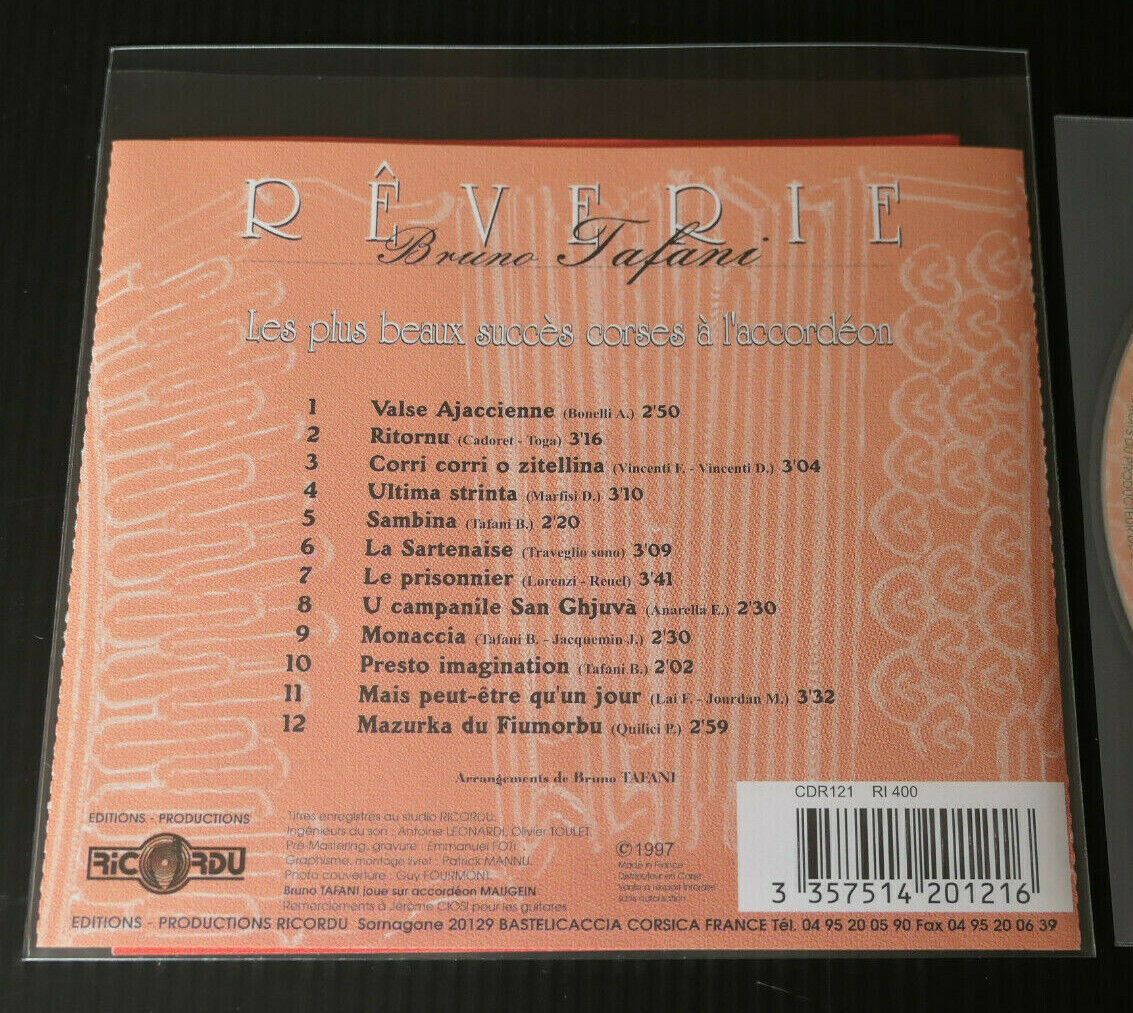 RÊVERIE
Bruno Tafani
Les plus beaux succès corses à l'accordéon
1 Valse Ajaccienne (Bonelli A.) 2'50
2 Ritornu (Cadoret - Toga) 3'16
3 Corri corri o zitellina (Vincenti F. - Vincenti D.) 3'04
4 Ultima strinta (Marfisi D.) 3'10
5 Sambina (Tafani B.) 2'20
6 La Sartenaise (Traveglio sono) 3'09
7 Le prisonnier (Lorenzi - Reuel) 3'41
8 U campanile San Ghjuvà (Anarella E.) 2'30
9 Monaccia (Tafani B. - Jacquemin J.) 2'30
10 Presto imagination (Tafani B.) 2'02
11 Mais peut-être qu'un jour (Lai F. - Jourdan M.) 3'32
12 Mazurka du Fiumorbu (Quilici P.) 2'59
Arrangements de Bruno TAFANI
EDITIONS - PRODUCTIONS
RICORDU
Titres enregistrés au studio RICORDU.
Ingénieurs du son : Antoine LEONARDI, Olivier TOULET.
Pré-Mastering, gravure : Emmanuel FOTI.
Graphisme, montage livret : Patrick MANNU.
Photo couverture : Guy FOURMONT.
Bruno TAFANI joue sur accordéon MAUGEIN
Remerciements à Jérôme CIOSI pour les guitares
© 1997
Made in France
Distributeur en Corse
sans autorisation
CDR121 RI 400
3 357514 201216
EDITIONS - PRODUCTIONS RICORDU Sornagone 20129 BASTELICACCIA CORSICA FRANCE Tél. 04 95 20 05 90 Fax 04 95 20 06 39